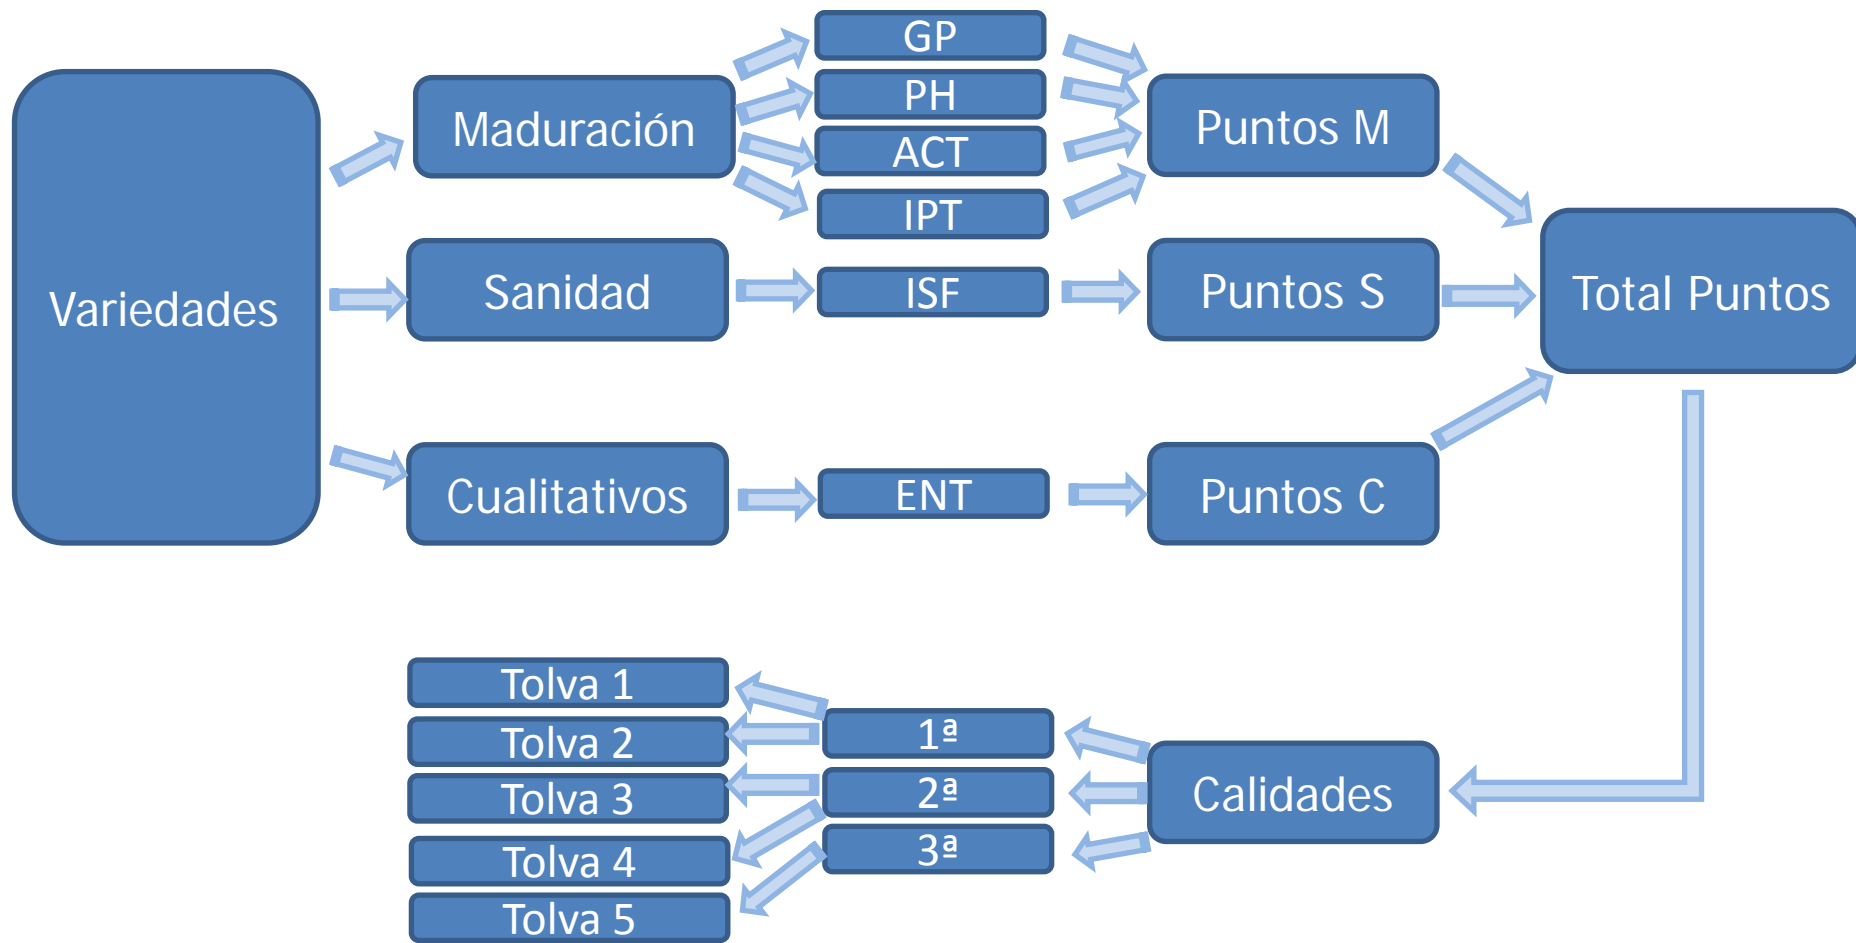 Variedades
Maduración
GP
PH
ACT
IPT
Puntos M
Sanidad
ISF
Puntos S
Total Puntos
Cualitativos
ENT
Puntos C
Tolva 1
Tolva 2
Tolva 3
Tolva 4
Tolva 5
1ª
2ª
3ª
Calidades